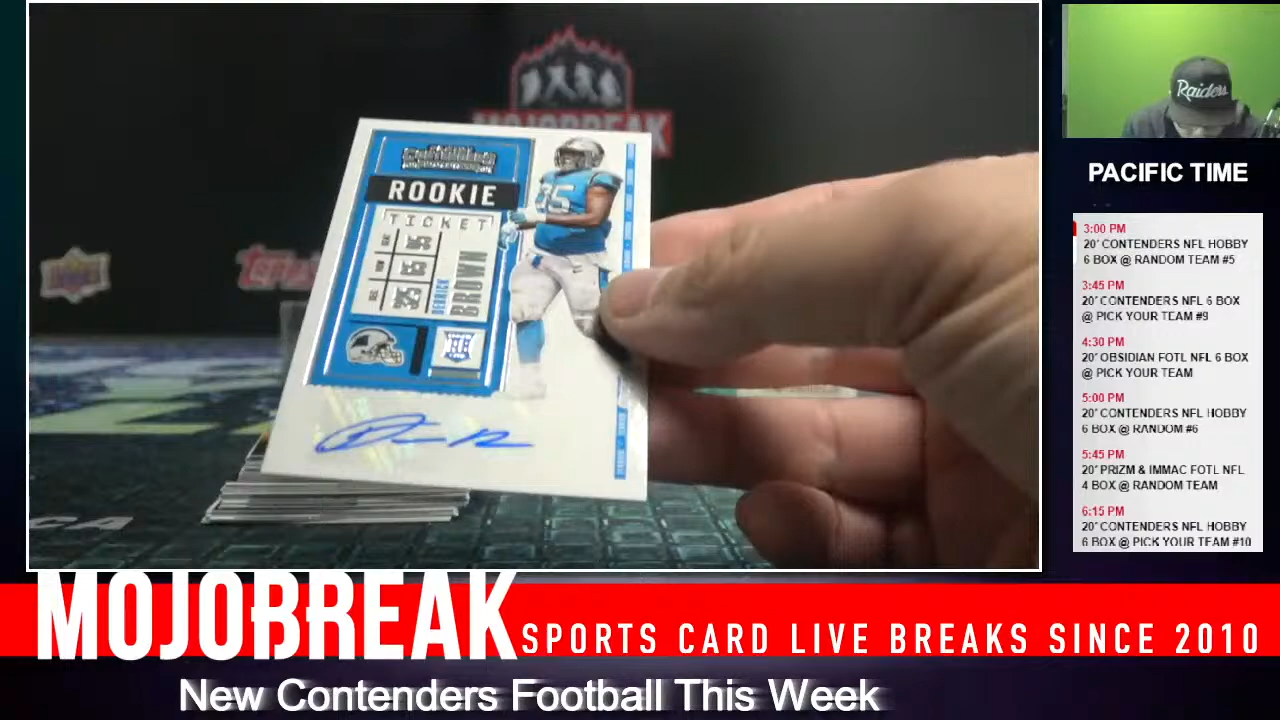 MOJOBREAK
CONTENDERS
ROOKIE
TICKET
DERRICK
BROWN
95
Topps
Raiders
PACIFIC TIME
3:00 PM
20' CONTENDERS NFL HOBBY
6 BOX @ RANDOM TEAM #5
3:45 PM
20' CONTENDERS NFL 6 BOX
@ PICK YOUR TEAM #9
4:30 PM
20' OBSIDIAN FOTL NFL 6 BOX
@ PICK YOUR TEAM
5:00 PM
20' CONTENDERS NFL HOBBY
6 BOX @ RANDOM #6
5:45 PM
20' PRIZM & IMMAC FOTL NFL
4 BOX @ RANDOM TEAM
6:15 PM
20' CONTENDERS NFL HOBBY
6 BOX @ PICK YOUR TEAM #10
MOJOBREAK
SPORTS CARD LIVE BREAKS SINCE 2010
New Contenders Football This Week